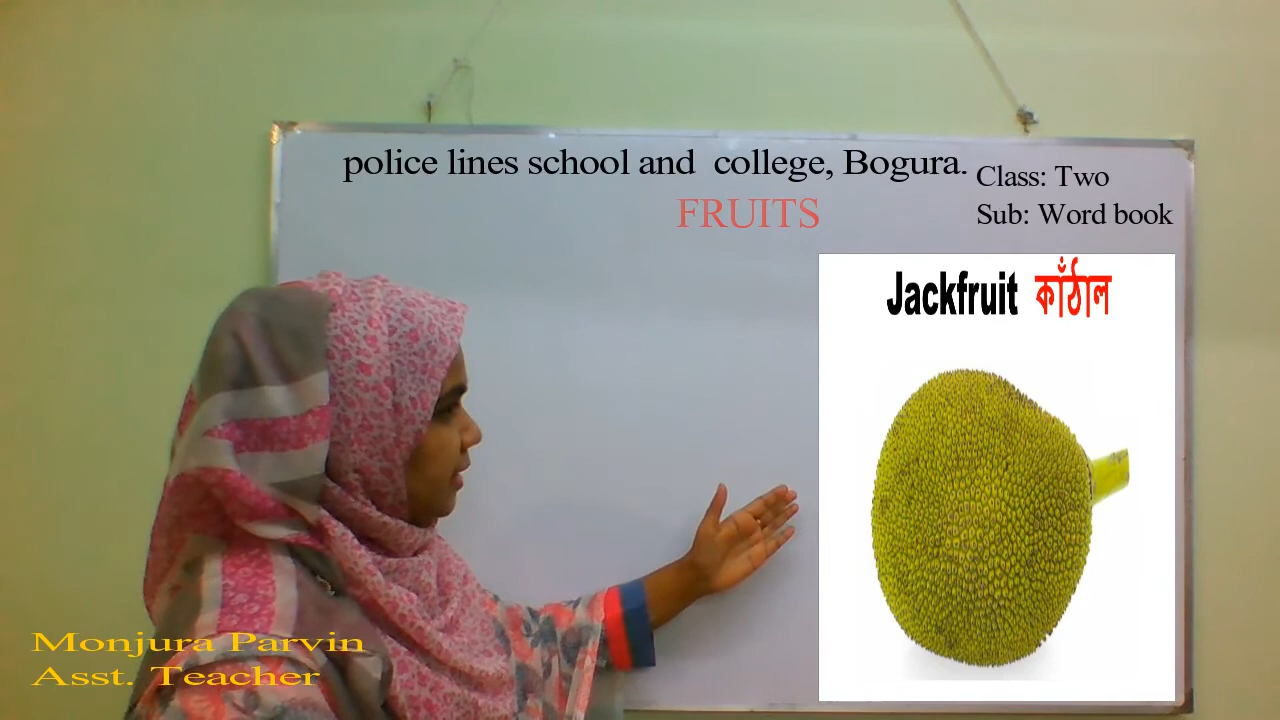 police lines school and college, Bogura.
Class: Two
FRUITS
Sub: Word book
Jackfruit কাঁঠাল
Monjura Parvin
Asst. Teacher